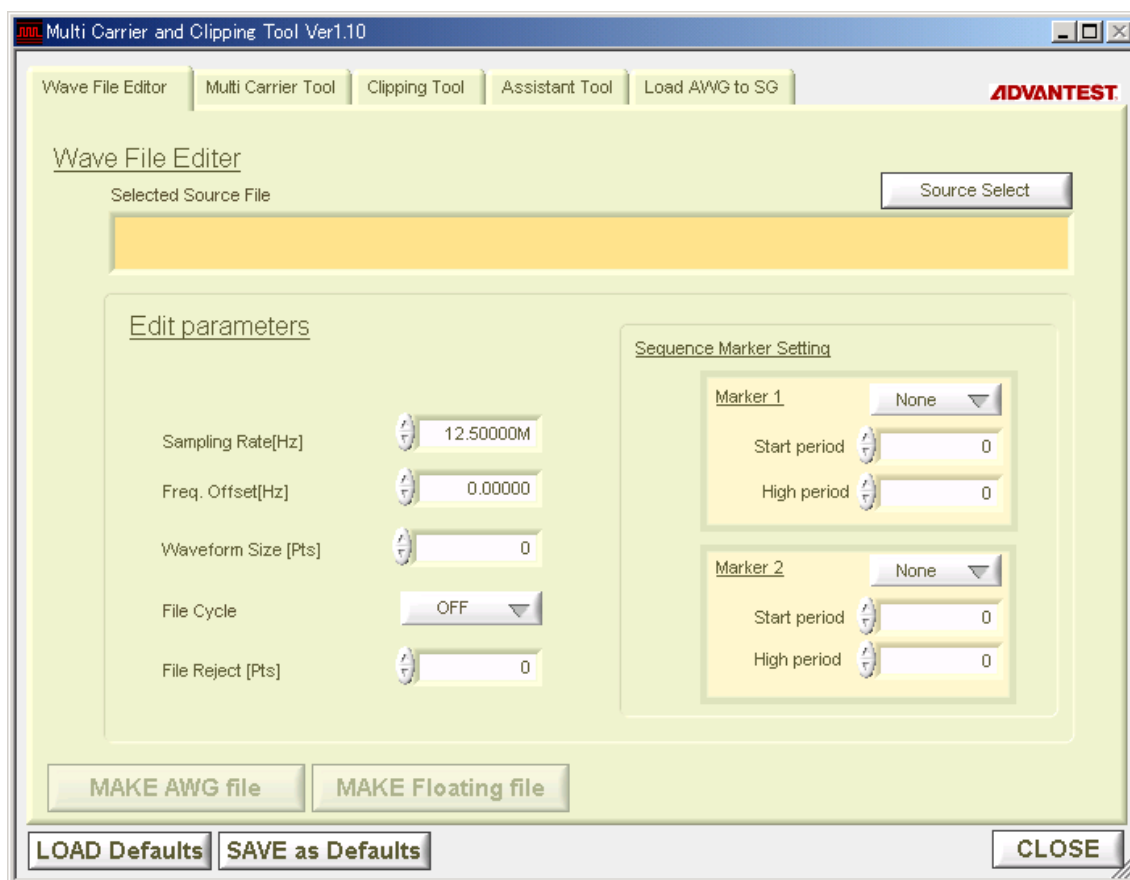 Multi Carrier and Clipping Tool Ver1.10
Wave File Editor
Multi Carrier Tool
Clipping Tool
Assistant Tool
Load AWG to SG
ADVANTEST
Wave File Editer
Selected Source File
Source Select
Edit parameters
Sampling Rate[Hz] 12.50000M
Freq. Offset[Hz] 0.00000
Waveform Size [Pts] 0
File Cycle OFF
File Reject [Pts] 0
Sequence Marker Setting
Marker 1 None
Start period 0
High period 0
Marker 2 None
Start period 0
High period 0
MAKE AWG file
MAKE Floating file
LOAD Defaults
SAVE as Defaults
CLOSE